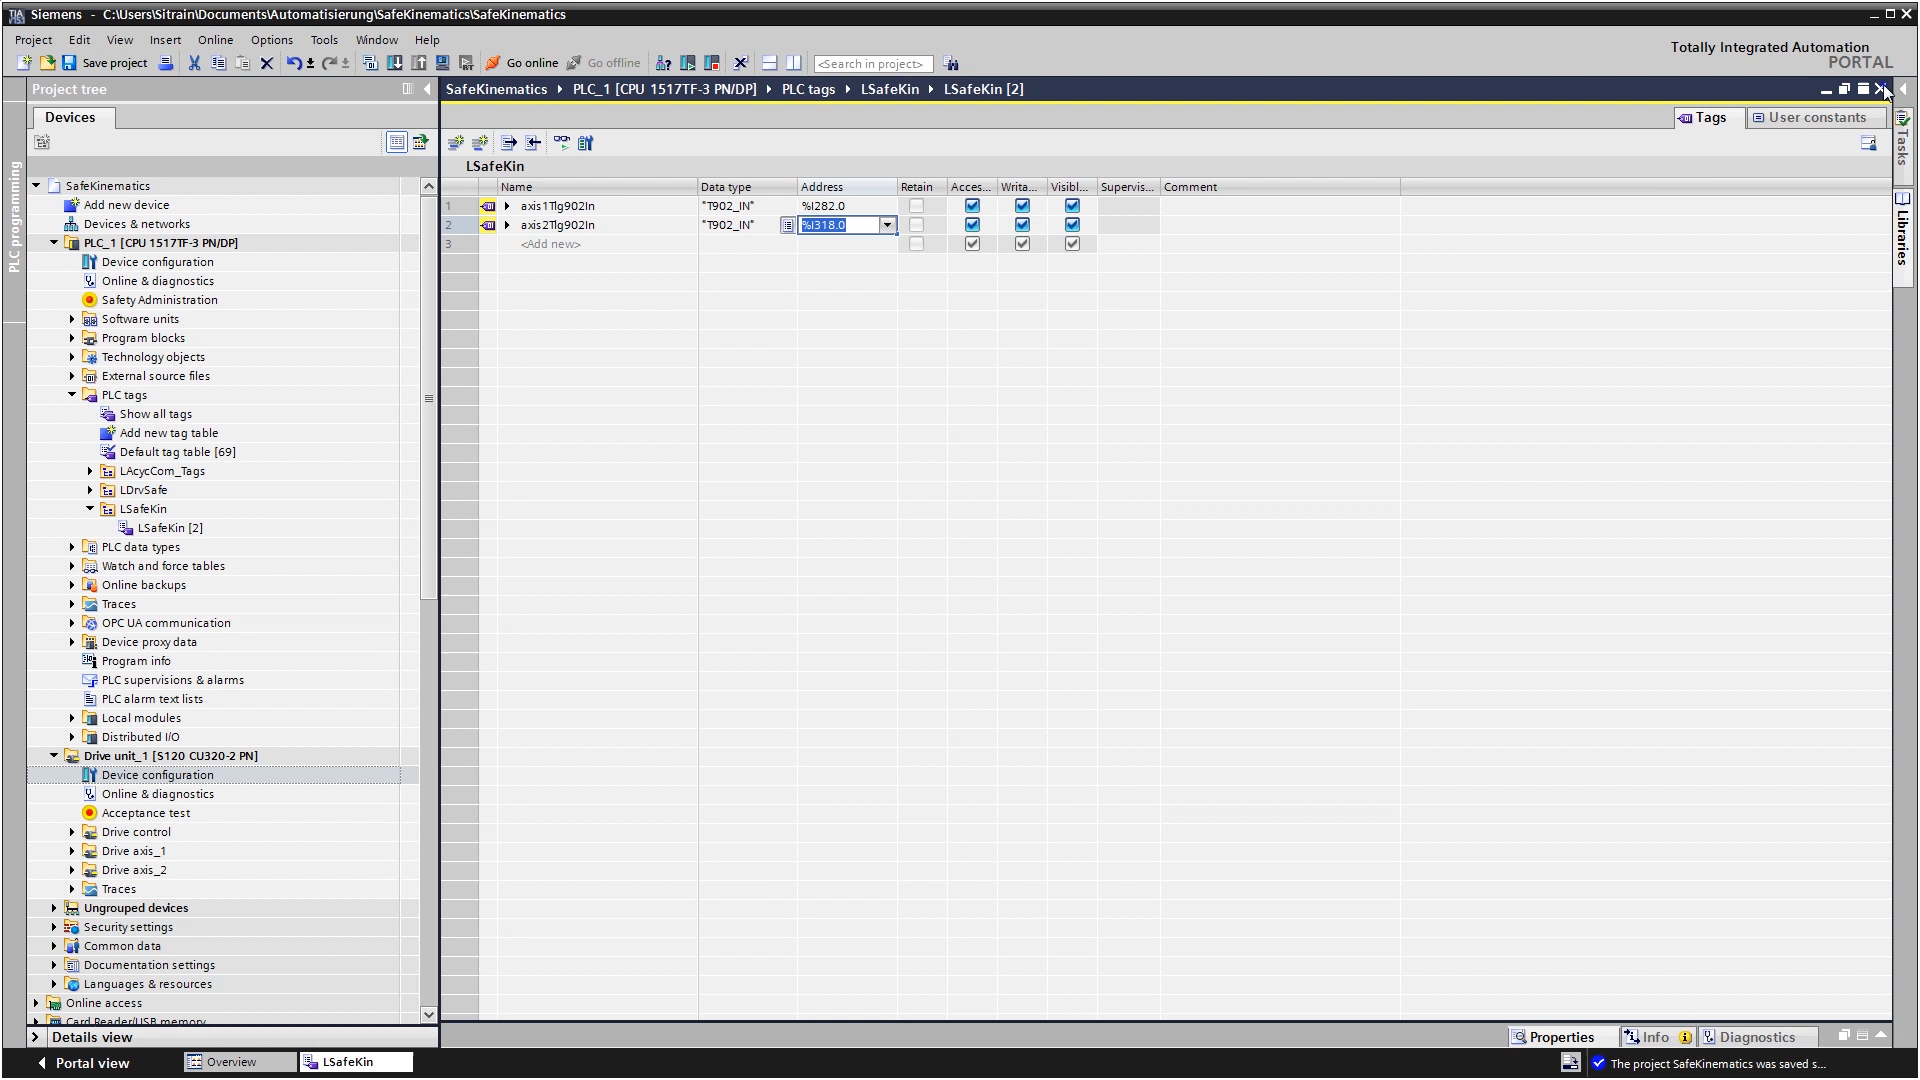 Siemens - C:\Users\Sitrain\Documents\Automatisierung\SafeKinematics\SafeKinematics
Project Edit View Insert Online Options Tools Window Help
Totally Integrated Automation
PORTAL
Save project Go online Go offline <Search in project>
Project tree
SafeKinematics PLC_1 [CPU 1517TF-3 PN/DP] PLC tags LSafeKin LSafeKin [2]
Devices
Tags User constants
LSafeKin
Name Data type Address Retain Acces... Writa... Visibl... Supervis... Comment
1 axis1Tlg902In "T902_IN" %I282.0
2 axis2Tlg902In "T902_IN" %I318.0
3 <Add new>
PLC programming
SafeKinematics
Add new device
Devices & networks
PLC_1 [CPU 1517TF-3 PN/DP]
Device configuration
Online & diagnostics
Safety Administration
Software units
Program blocks
Technology objects
External source files
PLC tags
Show all tags
Add new tag table
Default tag table [69]
LAcycCom_Tags
LDrvSafe
LSafeKin
LSafeKin [2]
PLC data types
Watch and force tables
Online backups
Traces
OPC UA communication
Device proxy data
Program info
PLC supervisions & alarms
PLC alarm text lists
Local modules
Distributed I/O
Drive unit_1 [S120 CU320-2 PN]
Device configuration
Online & diagnostics
Acceptance test
Drive control
Drive axis_1
Drive axis_2
Traces
Ungrouped devices
Security settings
Common data
Documentation settings
Languages & resources
Online access
Card Reader/USB memory
Tasks
Libraries
Details view
Properties Info Diagnostics
Portal view Overview LSafeKin
The project SafeKinematics was saved s...